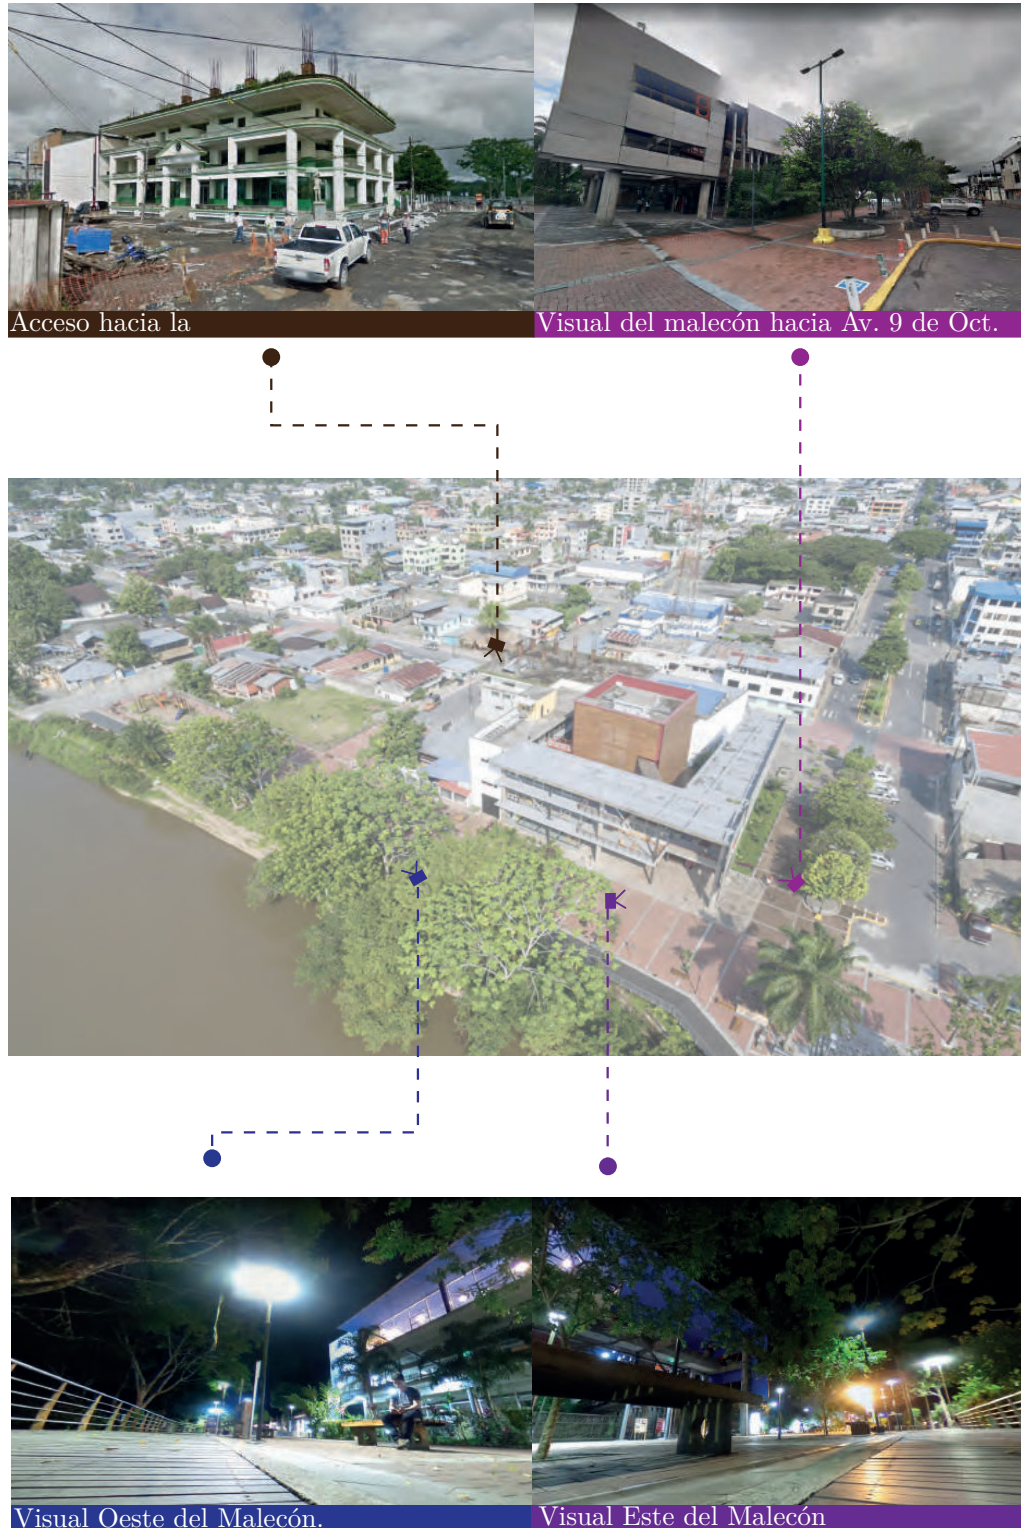 Acceso hacia la
Visual del malecón hacia Av. 9 de Oct.
Visual Oeste del Malecón.
Visual Este del Malecón